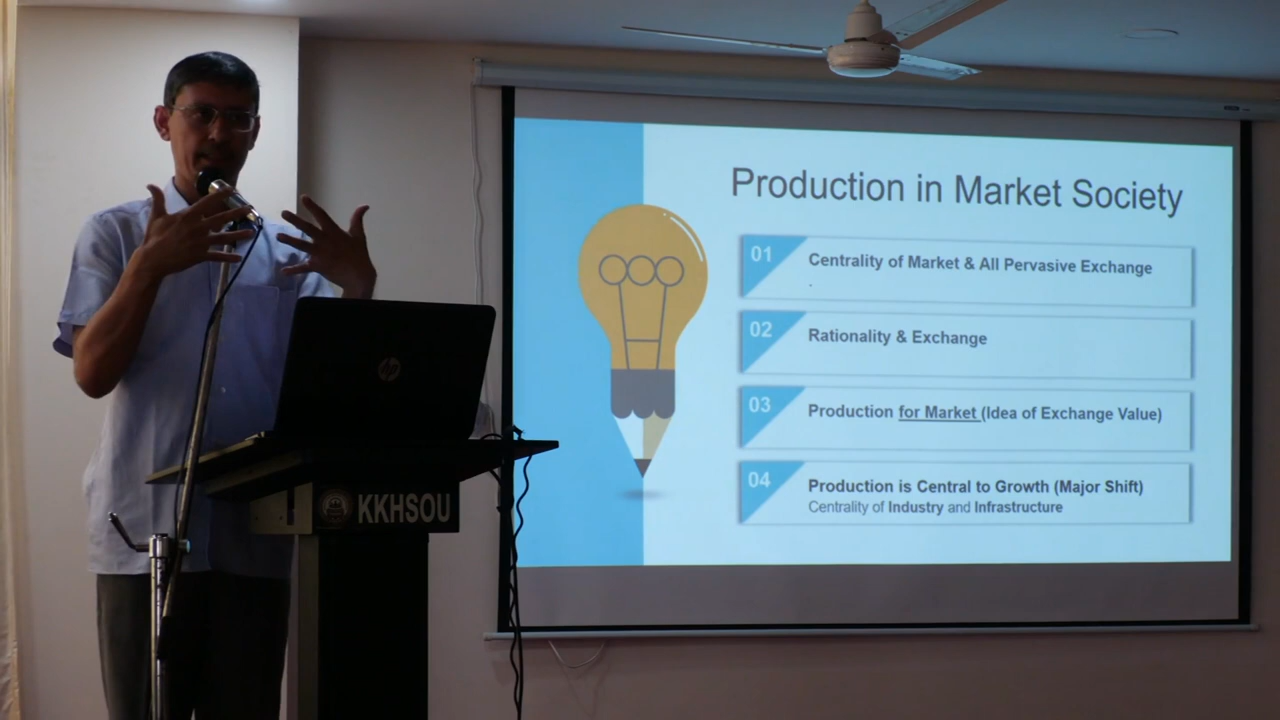 Production in Market Society
01
Centrality of Market & All Pervasive Exchange
02
Rationality & Exchange
03
Production for Market (Idea of Exchange Value)
04
Production is Central to Growth (Major Shift)
Centrality of Industry and Infrastructure
hp
KKHSOU